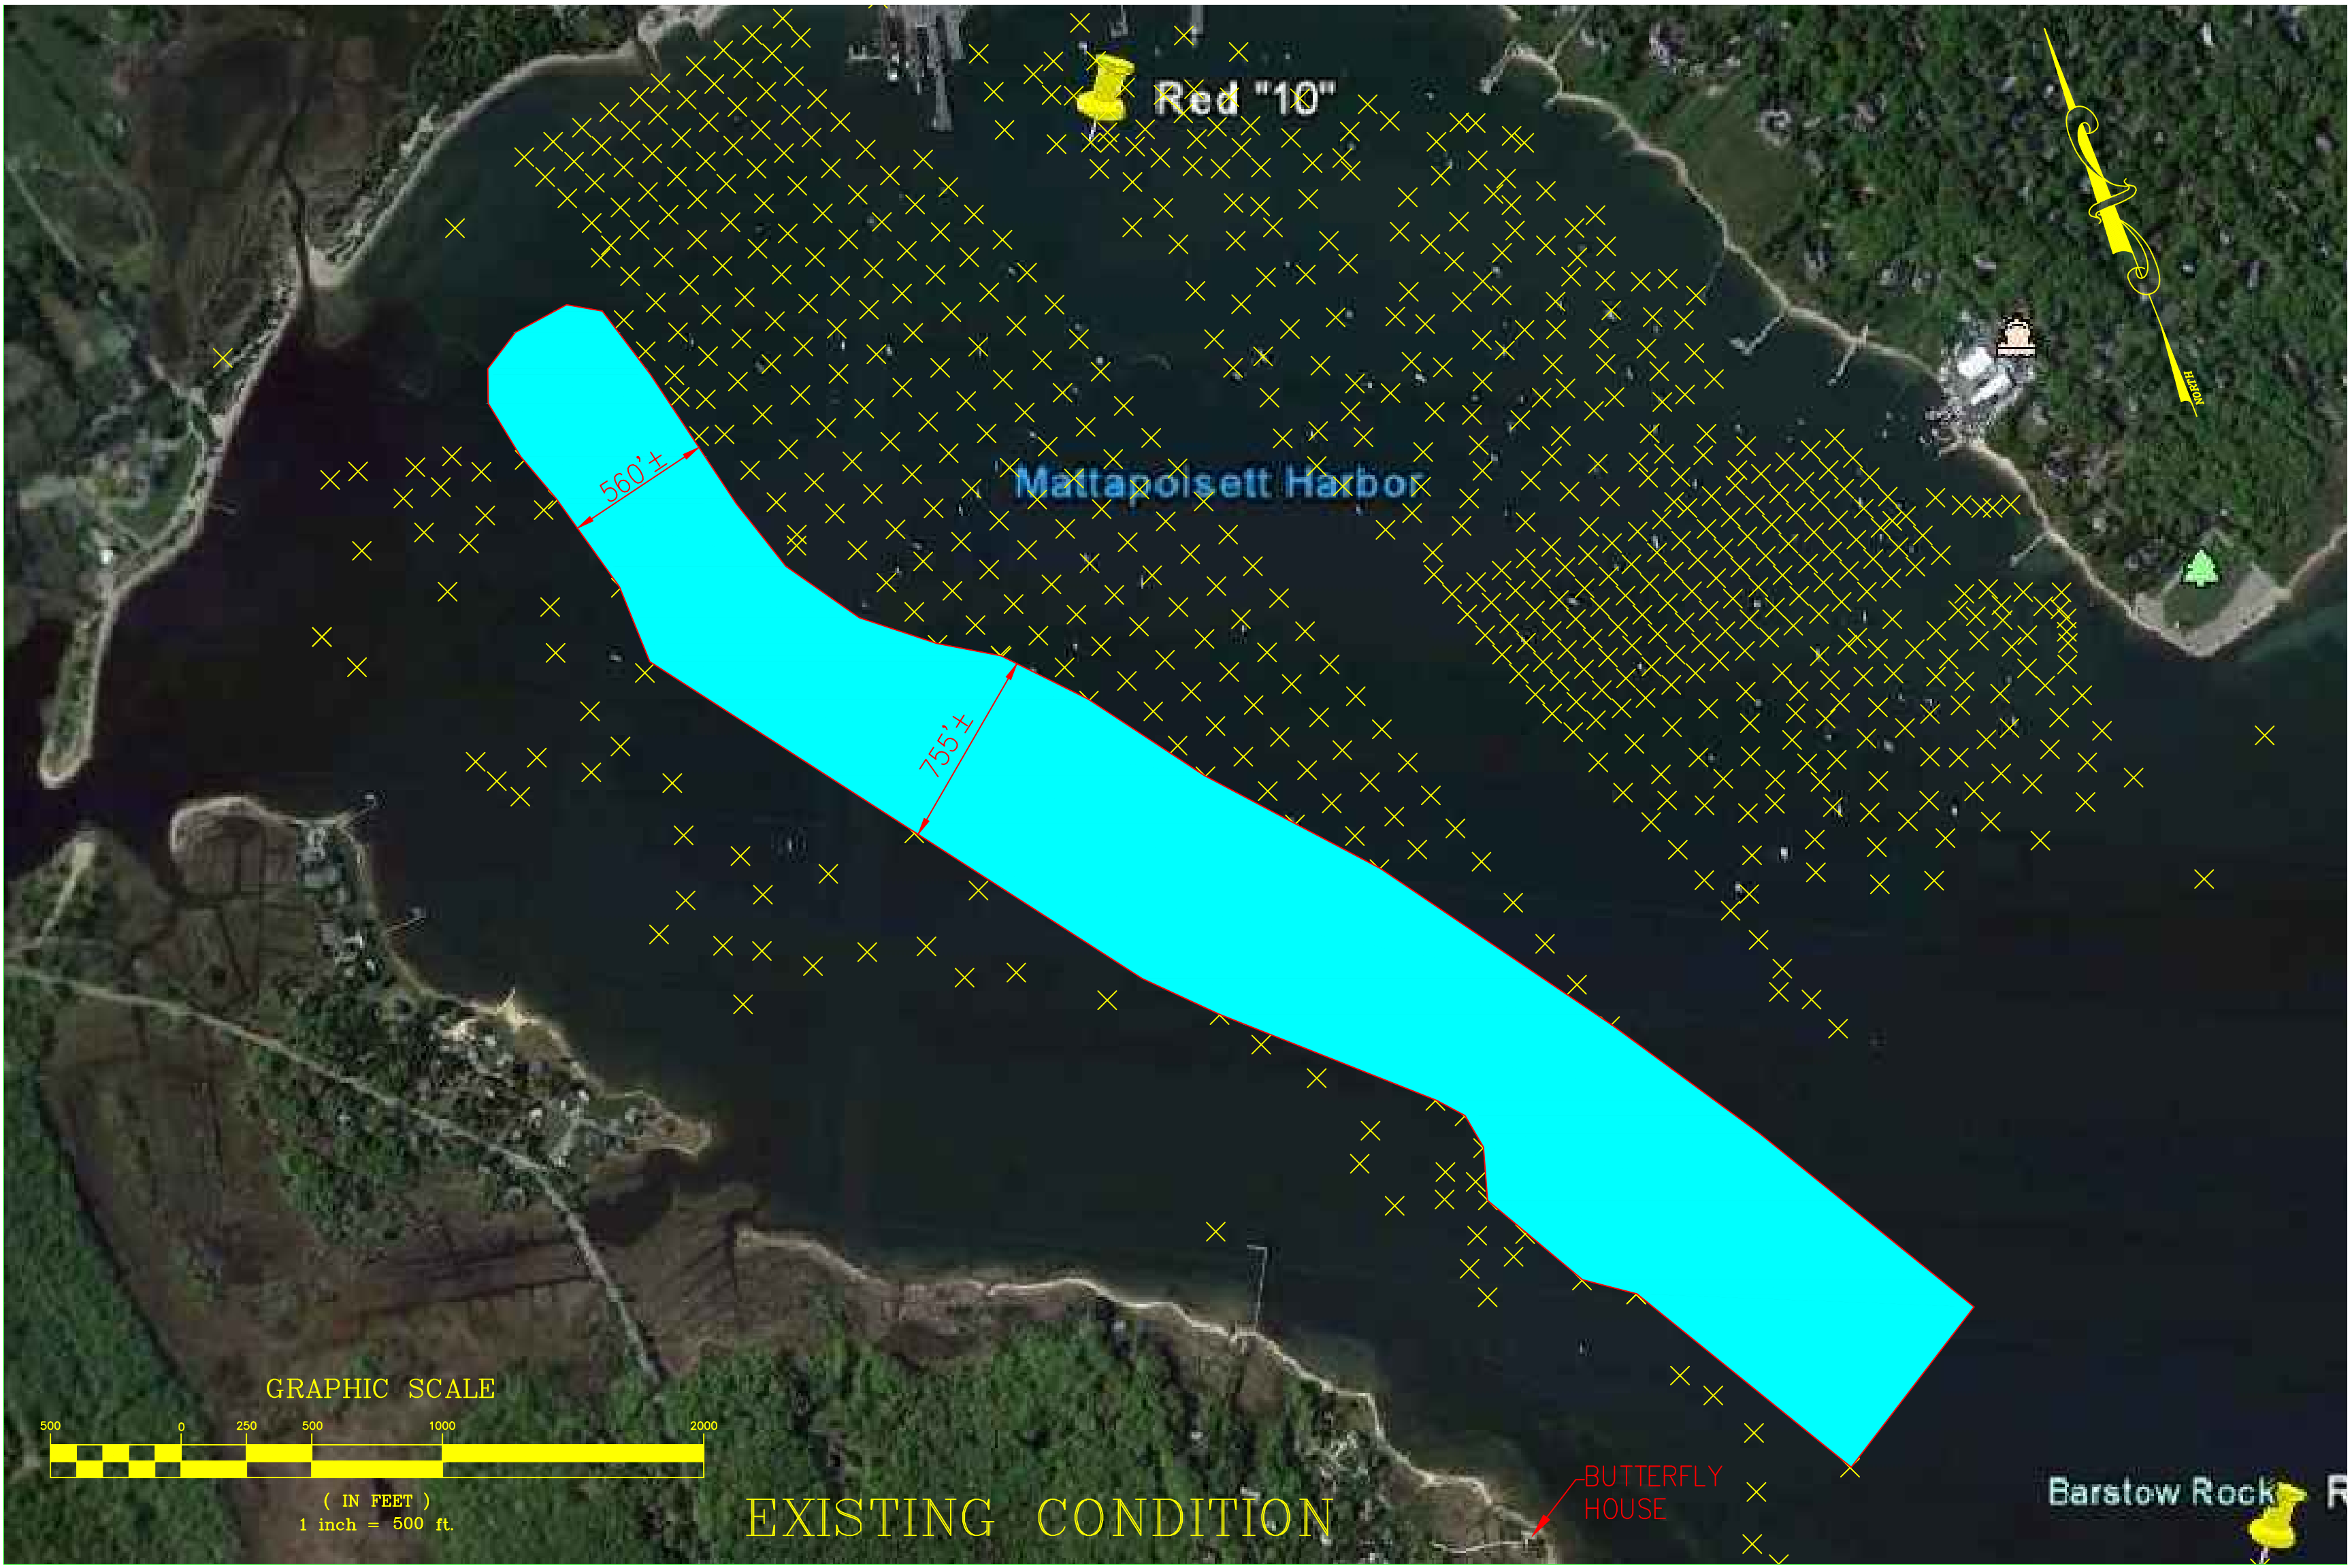 Red "10"
NORTH
560'±
Mattapoisett Harbor
755'±
GRAPHIC SCALE
500 0 250 500 1000 2000
( IN FEET )
1 inch = 500 ft.
EXISTING CONDITION
BUTTERFLY
HOUSE
Barstow Rock
R